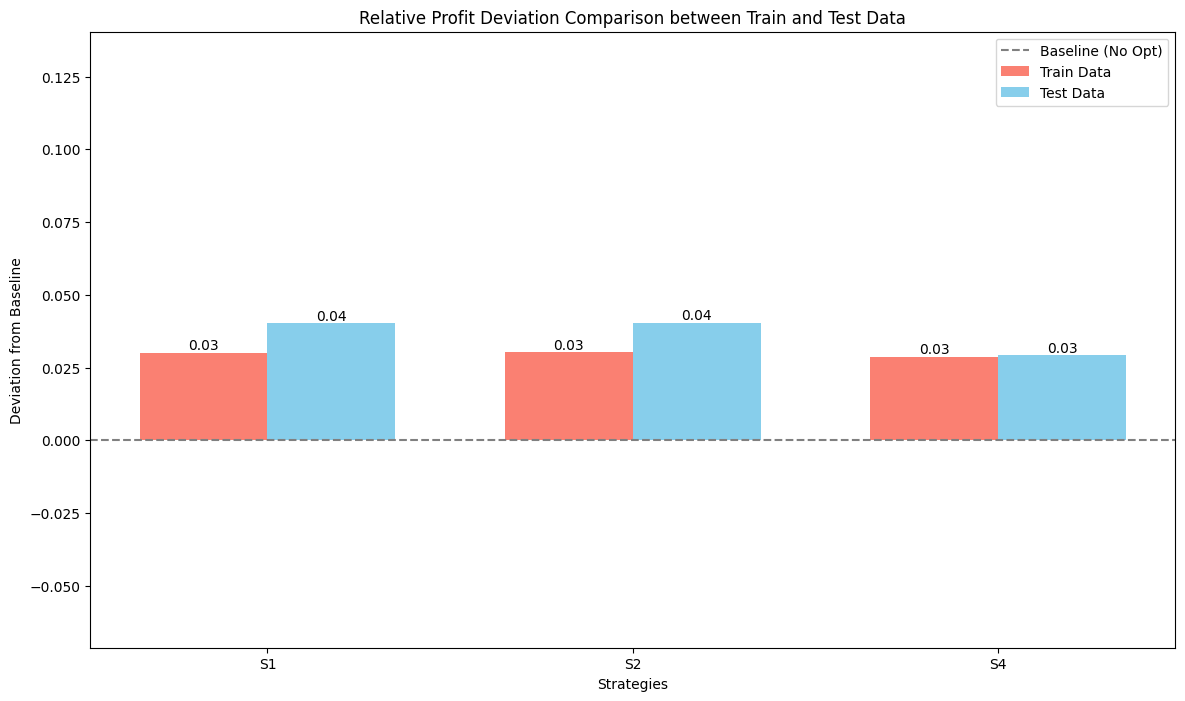 Relative Profit Deviation Comparison between Train and Test Data
Baseline (No Opt)
Train Data
Test Data
0.125
0.100
0.075
0.050
0.025
0.000
−0.025
−0.050
Deviation from Baseline
0.03
0.04
0.03
0.04
0.03
0.03
S1
S2
S4
Strategies